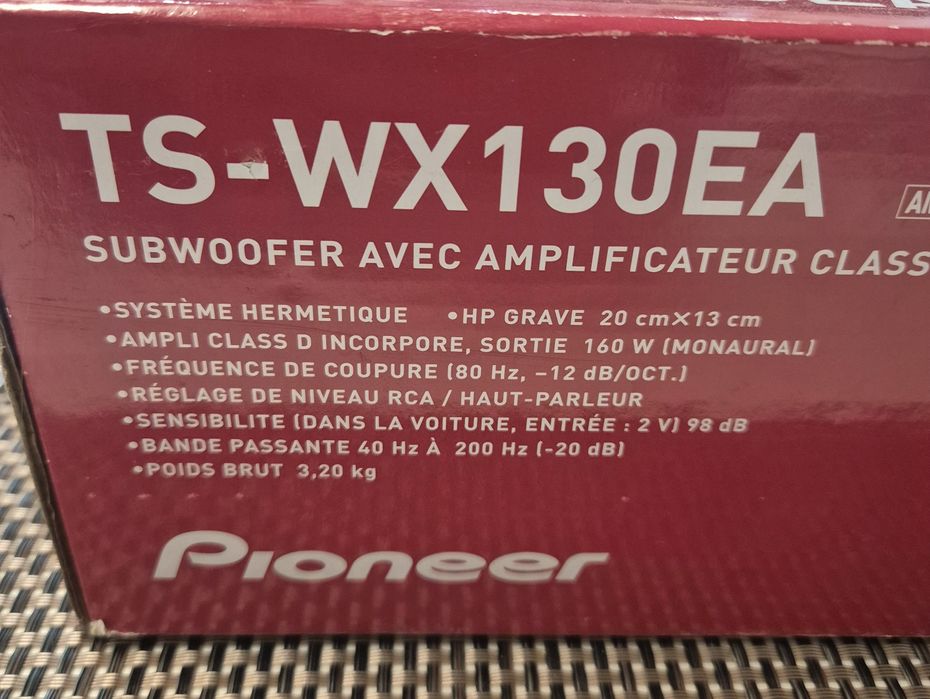 TS-WX130EA
SUBWOOFER AVEC AMPLIFICATEUR CLASS
•SYSTÈME HERMETIQUE •HP GRAVE 20 cm×13 cm
•AMPLI CLASS D INCORPORE, SORTIE 160 W (MONAURAL)
•FRÉQUENCE DE COUPURE (80 Hz, –12 dB/OCT.)
•RÉGLAGE DE NIVEAU RCA / HAUT-PARLEUR
•SENSIBILITE (DANS LA VOITURE, ENTRÉE : 2 V) 98 dB
•BANDE PASSANTE 40 Hz À 200 Hz (-20 dB)
•POIDS BRUT 3,20 kg
Pioneer